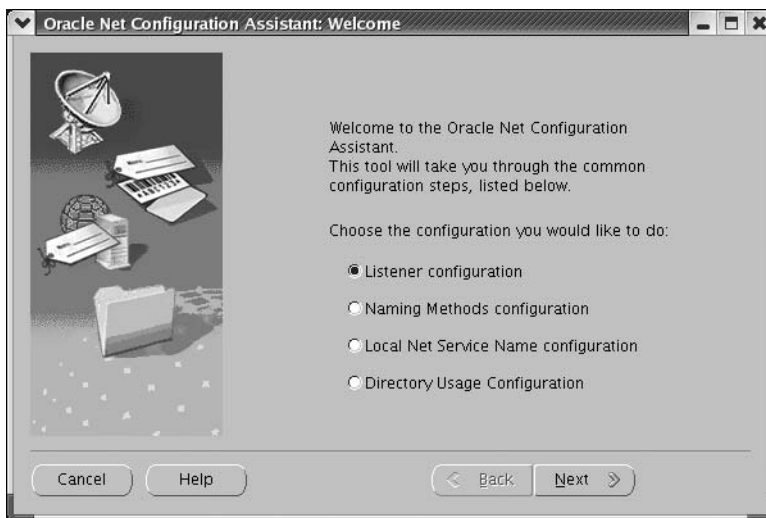 Oracle Net Configuration Assistant: Welcome
Welcome to the Oracle Net Configuration
Assistant.
This tool will take you through the common
configuration steps, listed below.
Choose the configuration you would like to do:
Listener configuration
Naming Methods configuration
Local Net Service Name configuration
Directory Usage Configuration
Cancel
Help
Back
Next